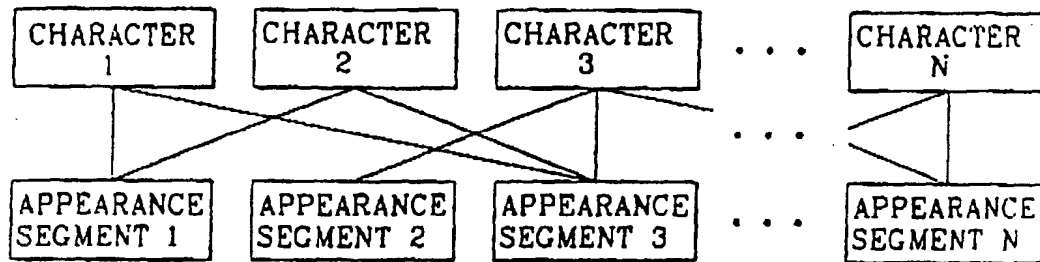 CHARACTER 1
CHARACTER 2
CHARACTER 3
. . .
CHARACTER N
. . .
APPEARANCE SEGMENT 1
APPEARANCE SEGMENT 2
APPEARANCE SEGMENT 3
. . .
APPEARANCE SEGMENT N